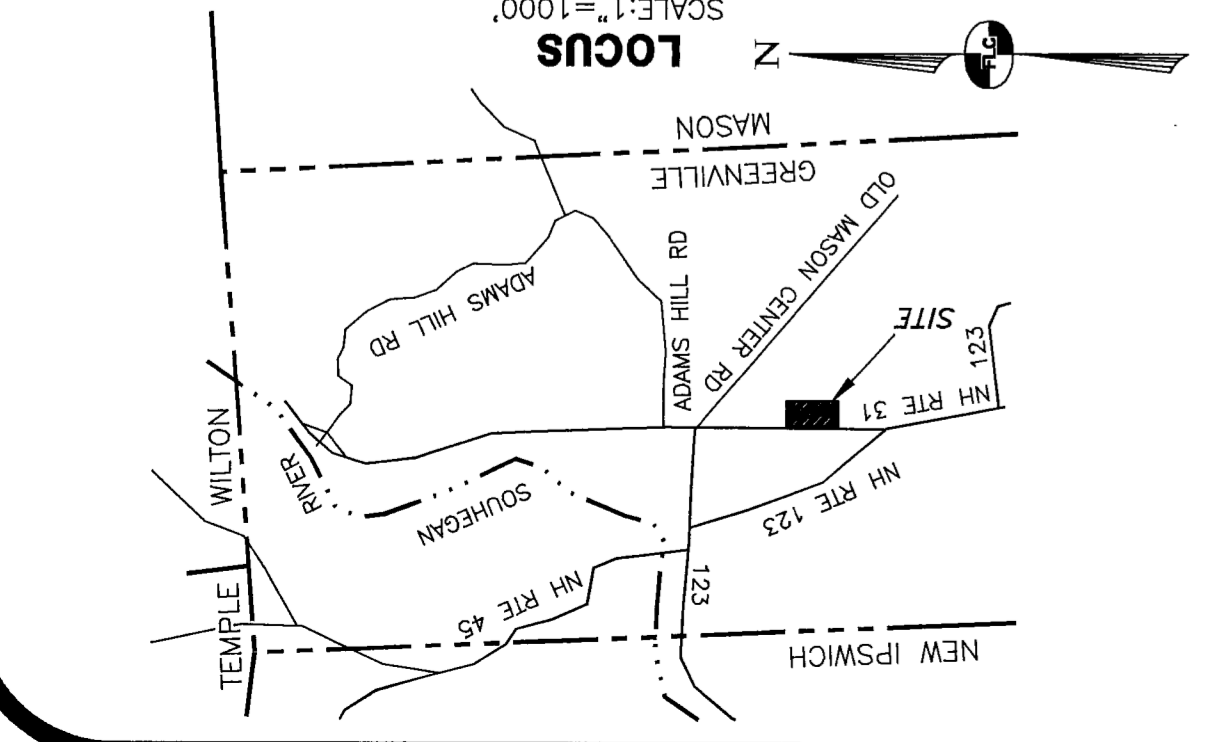 NEW IPSWICH
TEMPLE
WILTON
NH RTE 45
123
NH RTE 123
SOUHEGAN
RIVER
NH RTE 31
123
SITE
ADAMS HILL RD
OLD MASON CENTER RD
ADAMS HILL RD
GREENVILLE
MASON
N
FLC
LOCUS
SCALE:1"=1000'